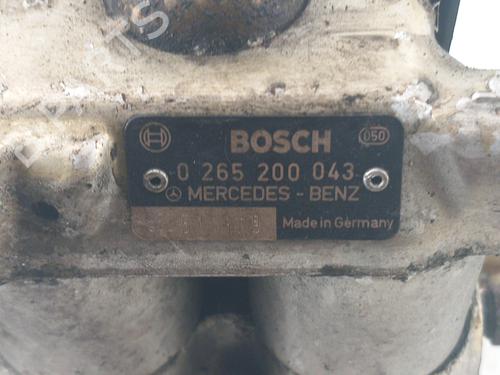 BOSCH
050
0 265 200 043
MERCEDES - BENZ
Made in Germany